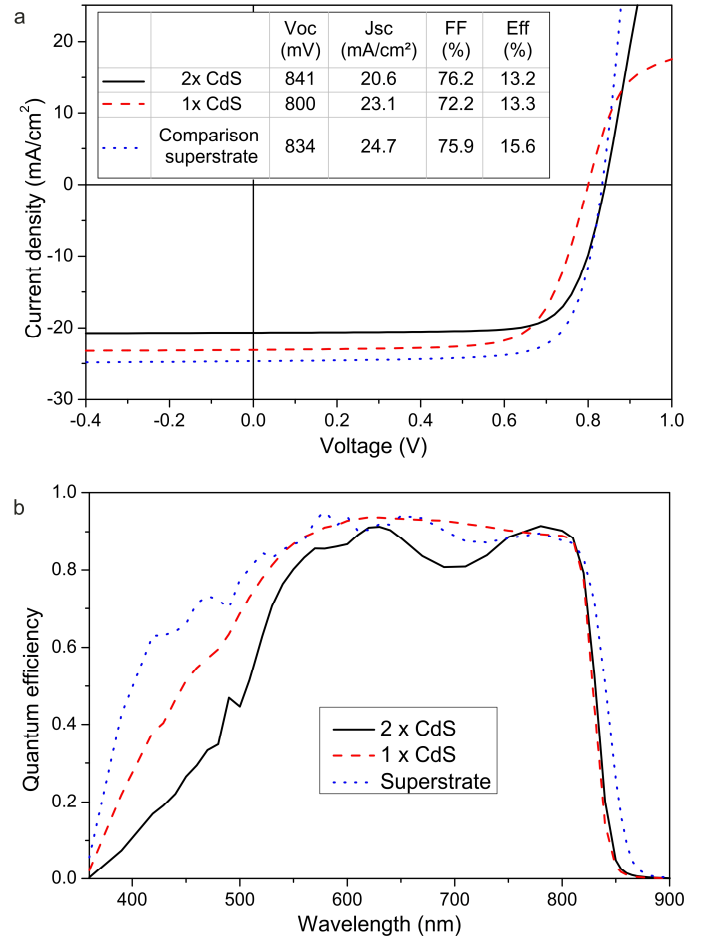 a
Voc Jsc FF Eff
(mV) (mA/cm²) (%) (%)
2x CdS 841 20.6 76.2 13.2
1x CdS 800 23.1 72.2 13.3
Comparison superstrate 834 24.7 75.9 15.6
20
10
0
-10
-20
-30
Current density (mA/cm²)
-0.4 -0.2 0.0 0.2 0.4 0.6 0.8 1.0
Voltage (V)
b
1.0
0.8
0.6
0.4
0.2
0.0
Quantum efficiency
2 x CdS
1 x CdS
Superstrate
400 500 600 700 800 900
Wavelength (nm)